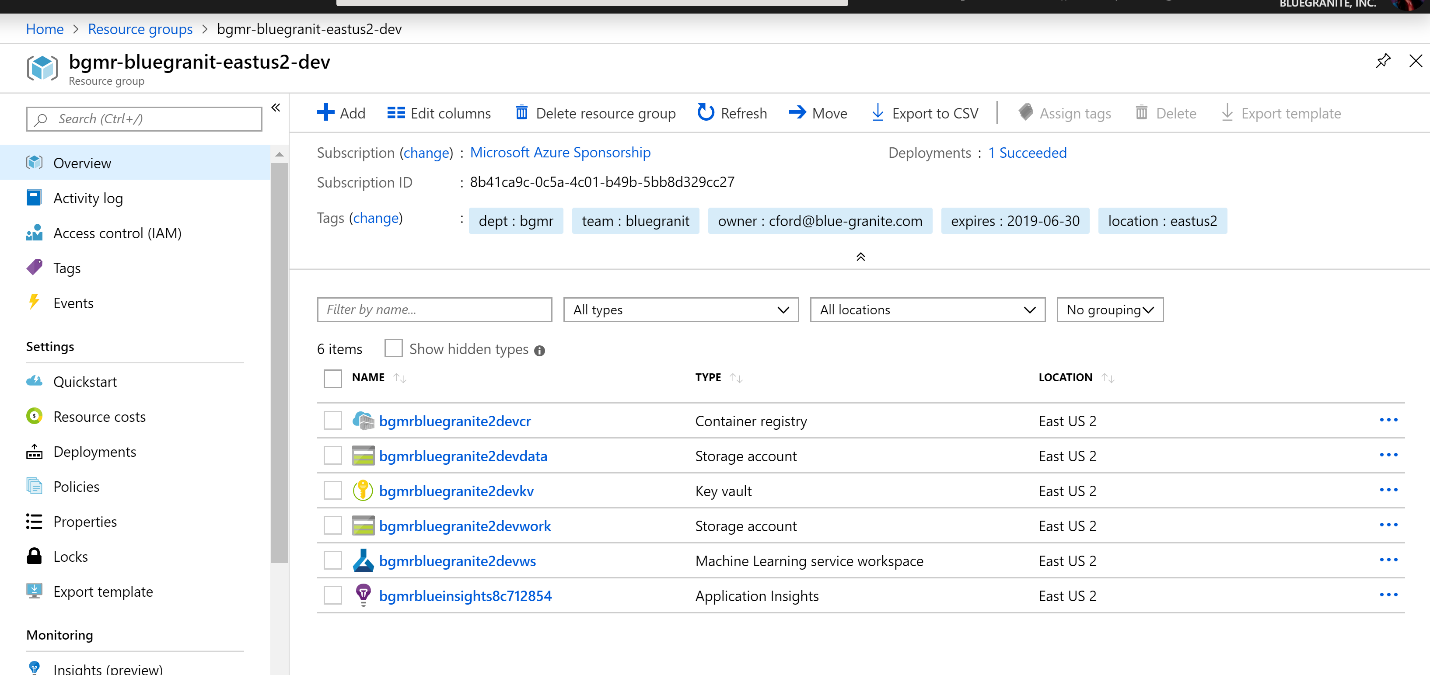 BLUEGRANITE, INC.
Home > Resource groups > bgmr-bluegranit-eastus2-dev
bgmr-bluegranit-eastus2-dev
Resource group
Search (Ctrl+/)
«
Overview
Activity log
Access control (IAM)
Tags
Events
Settings
Quickstart
Resource costs
Deployments
Policies
Properties
Locks
Export template
Monitoring
Insights (preview)
Add Edit columns Delete resource group Refresh Move Export to CSV Assign tags Delete Export template
Subscription (change) : Microsoft Azure Sponsorship Deployments : 1 Succeeded
Subscription ID : 8b41ca9c-0c5a-4c01-b49b-5bb8d329cc27
Tags (change) : dept : bgmr team : bluegranit owner : cford@blue-granite.com expires : 2019-06-30 location : eastus2
Filter by name... All types All locations No grouping
6 items Show hidden types
NAME TYPE LOCATION
bgmrbluegranite2devcr Container registry East US 2
bgmrbluegranite2devdata Storage account East US 2
bgmrbluegranite2devkv Key vault East US 2
bgmrbluegranite2devwork Storage account East US 2
bgmrbluegranite2devws Machine Learning service workspace East US 2
bgmrblueinsights8c712854 Application Insights East US 2